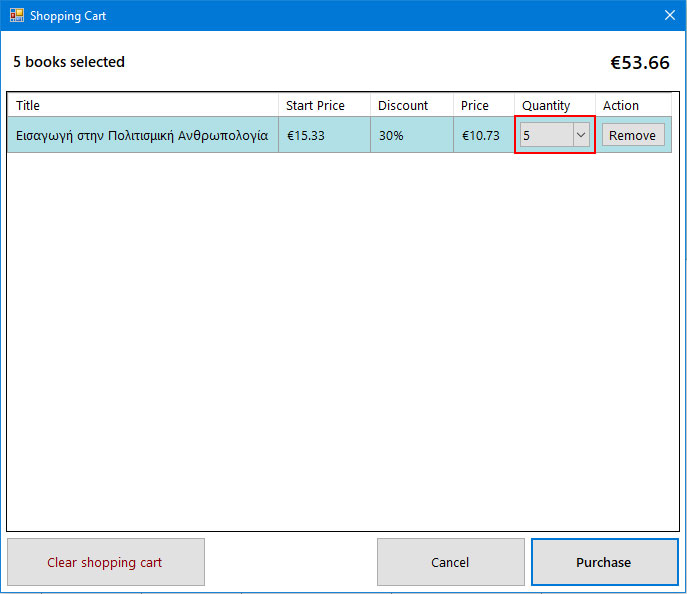 Shopping Cart
5 books selected
€53.66
Title Start Price Discount Price Quantity Action
Εισαγωγή στην Πολιτισμική Ανθρωπολογία €15.33 30% €10.73 5 Remove
Clear shopping cart Cancel Purchase